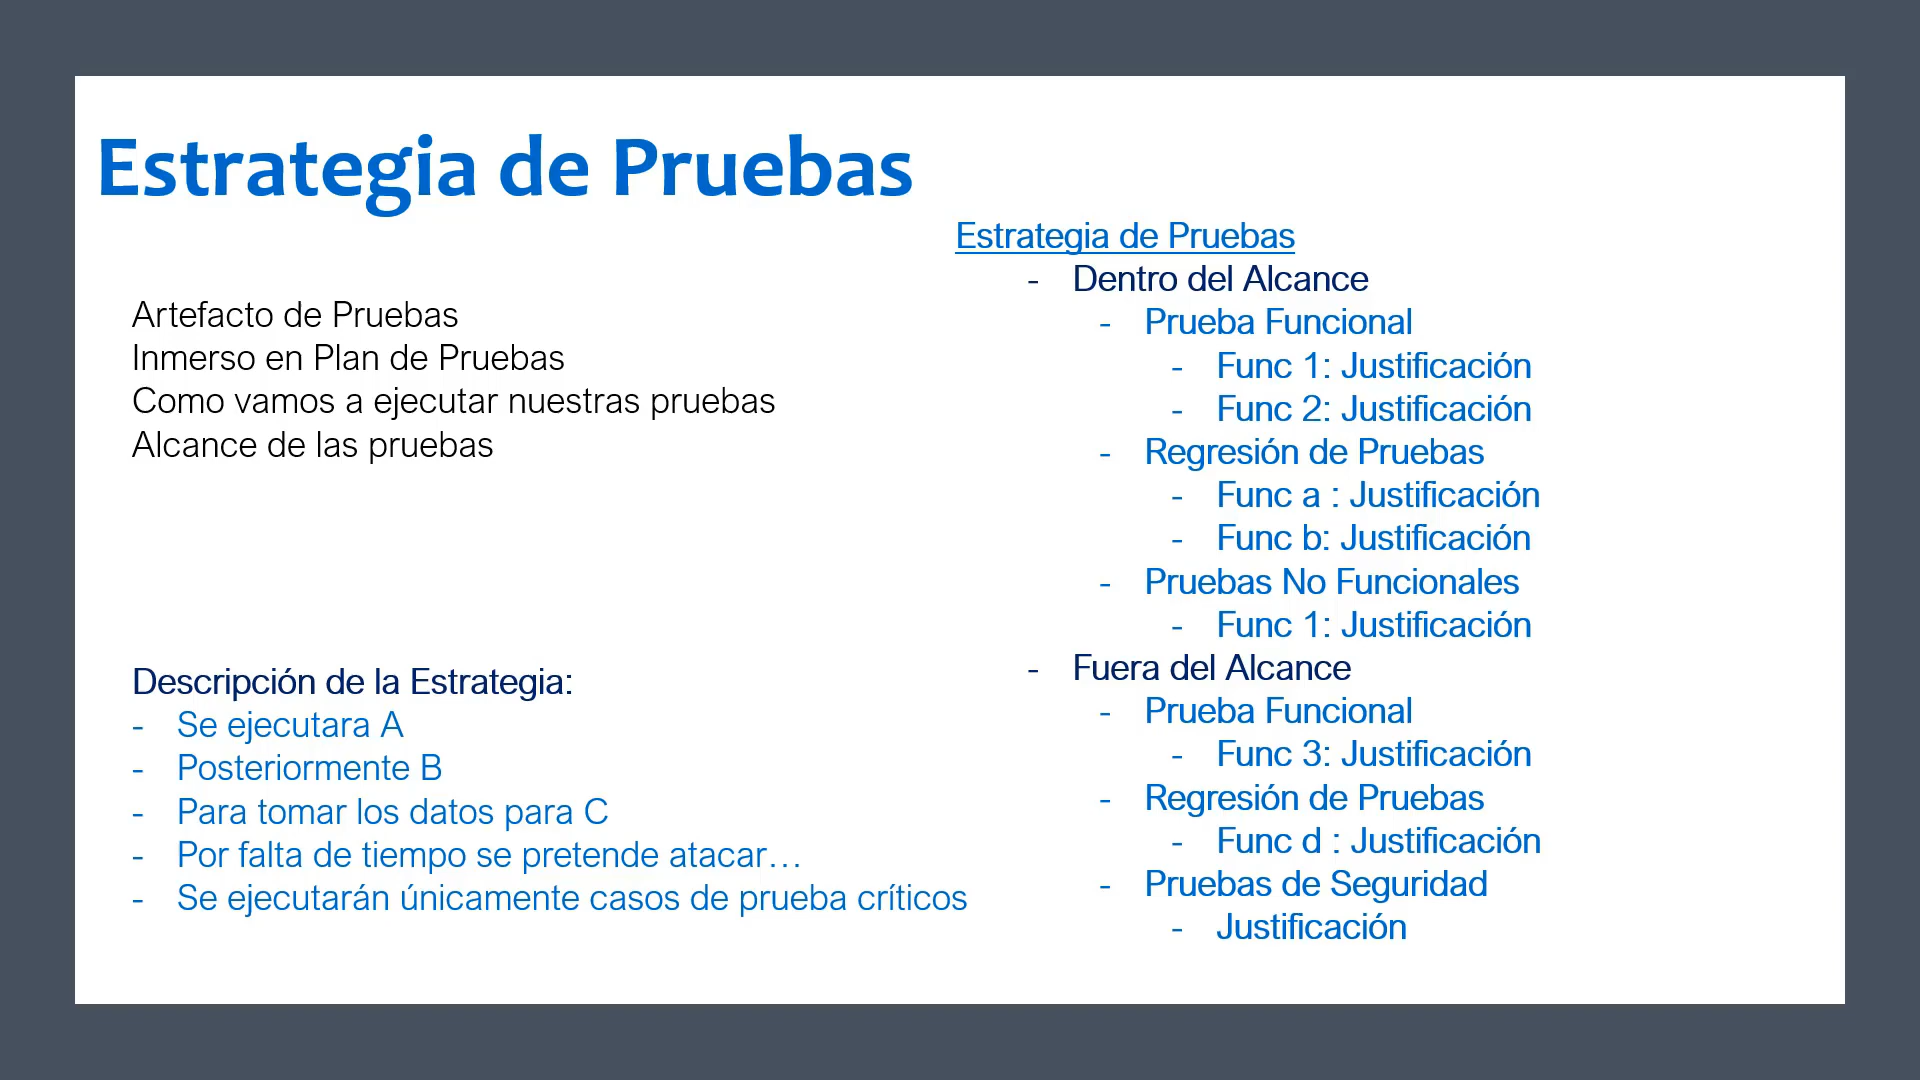 Estrategia de Pruebas
Artefacto de Pruebas
Inmerso en Plan de Pruebas
Como vamos a ejecutar nuestras pruebas
Alcance de las pruebas
Descripción de la Estrategia:
- Se ejecutara A
- Posteriormente B
- Para tomar los datos para C
- Por falta de tiempo se pretende atacar…
- Se ejecutarán únicamente casos de prueba críticos
Estrategia de Pruebas
- Dentro del Alcance
- Prueba Funcional
- Func 1: Justificación
- Func 2: Justificación
- Regresión de Pruebas
- Func a : Justificación
- Func b: Justificación
- Pruebas No Funcionales
- Func 1: Justificación
- Fuera del Alcance
- Prueba Funcional
- Func 3: Justificación
- Regresión de Pruebas
- Func d : Justificación
- Pruebas de Seguridad
- Justificación